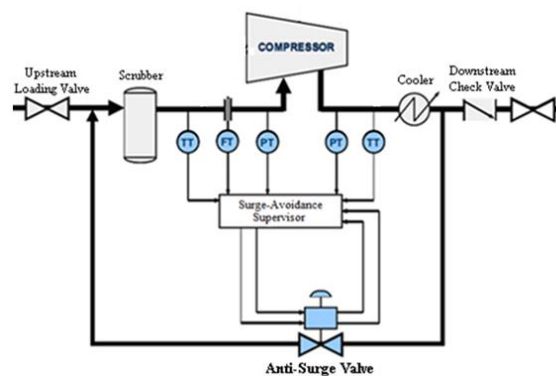 COMPRESSOR
Upstream
Loading Valve
Scrubber
Cooler
Downstream
Check Valve
TT
FT
PT
PT
TT
Surge-Avoidance
Supervisor
Anti-Surge Valve